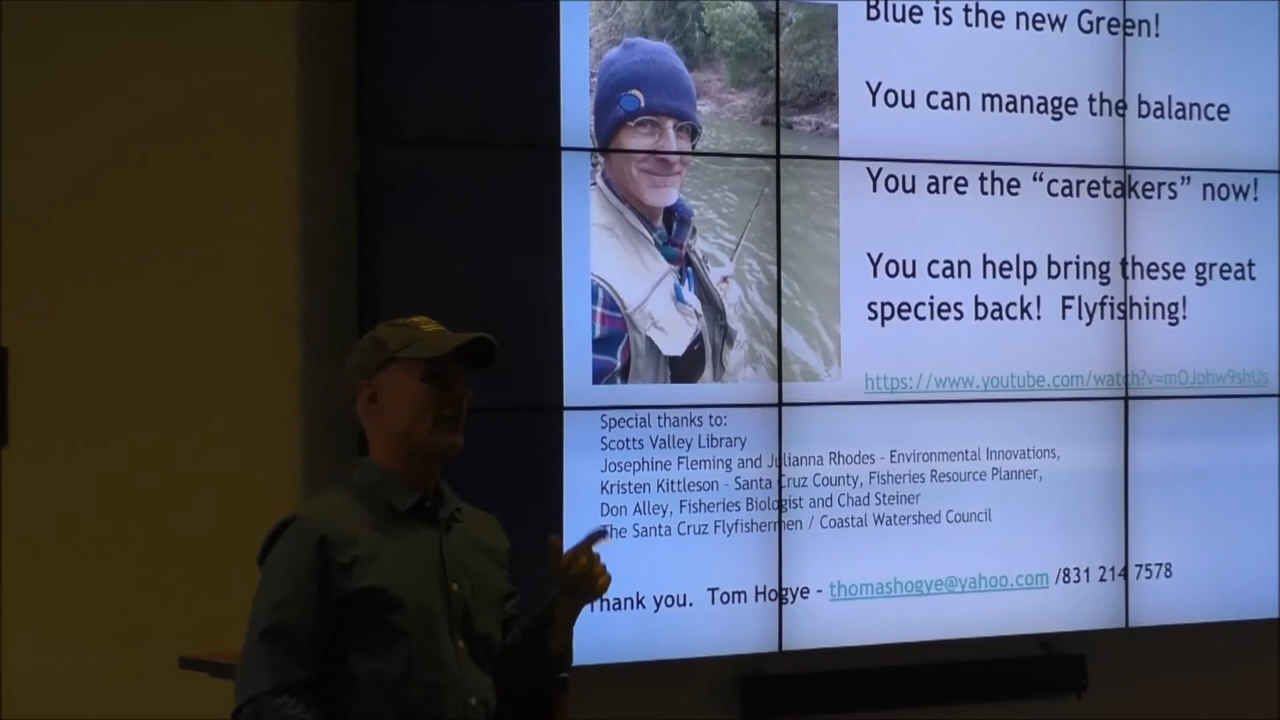 Blue is the new Green!
You can manage the balance
You are the “caretakers” now!
You can help bring these great
species back! Flyfishing!
https://www.youtube.com/watch?v=mOJphw9shUs
Special thanks to:
Scotts Valley Library
Josephine Fleming and Julianna Rhodes - Environmental Innovations,
Kristen Kittleson - Santa Cruz County, Fisheries Resource Planner,
Don Alley, Fisheries Biologist and Chad Steiner
The Santa Cruz Flyfishermen / Coastal Watershed Council
Thank you. Tom Hogye - thomashogye@yahoo.com /831 214 7578